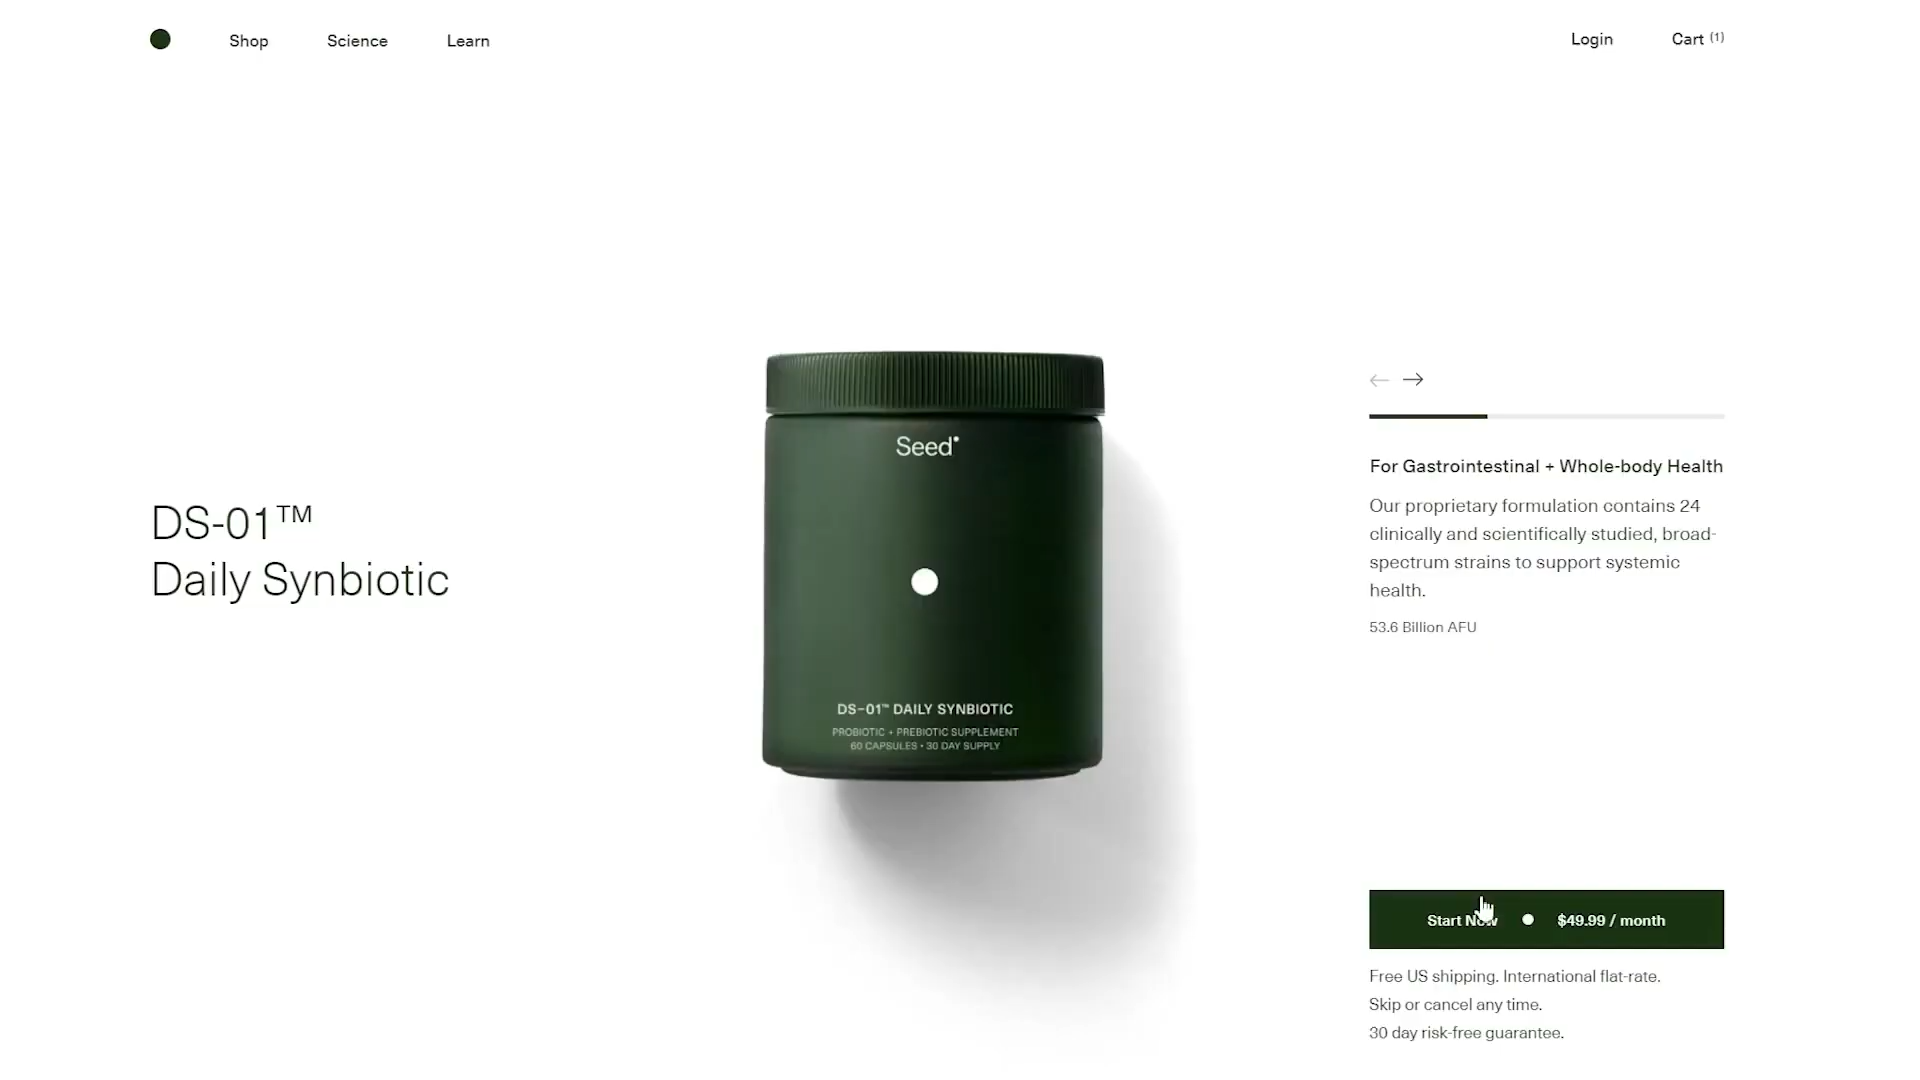 Shop
Science
Learn
Login
Cart (1)
DS-01™
Daily Synbiotic
Seed
DS-01™ DAILY SYNBIOTIC
PROBIOTIC + PREBIOTIC SUPPLEMENT
60 CAPSULES • 30 DAY SUPPLY
For Gastrointestinal + Whole-body Health
Our proprietary formulation contains 24
clinically and scientifically studied, broad-
spectrum strains to support systemic
health.
53.6 Billion AFU
Start Now
$49.99 / month
Free US shipping. International flat-rate.
Skip or cancel any time.
30 day risk-free guarantee.